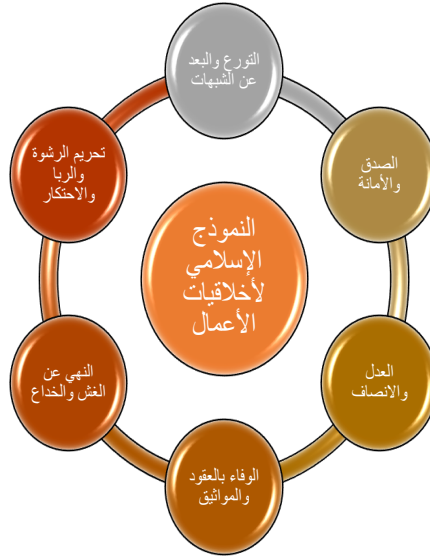 التورع والبعد
عن الشبهات
الصدق
والأمانة
العدل
والانصاف
الوفاء بالعقود
والمواثيق
النهي عن
الغش والخداع
تحريم الرشوة
والربا
والاحتكار
النموذج
الإسلامي
لأخلاقيات
الأعمال